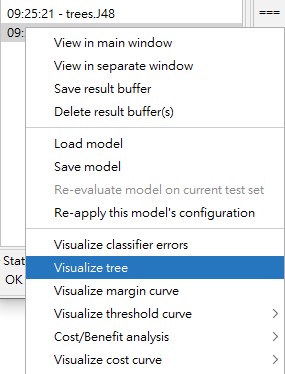 09:25:21 - trees.J48
===
09:
View in main window
View in separate window
Save result buffer
Delete result buffer(s)
Load model
Save model
Re-evaluate model on current test set
Re-apply this model's configuration
Visualize classifier errors
Stat
Visualize tree
OK
Visualize margin curve
Visualize threshold curve
Cost/Benefit analysis
Visualize cost curve